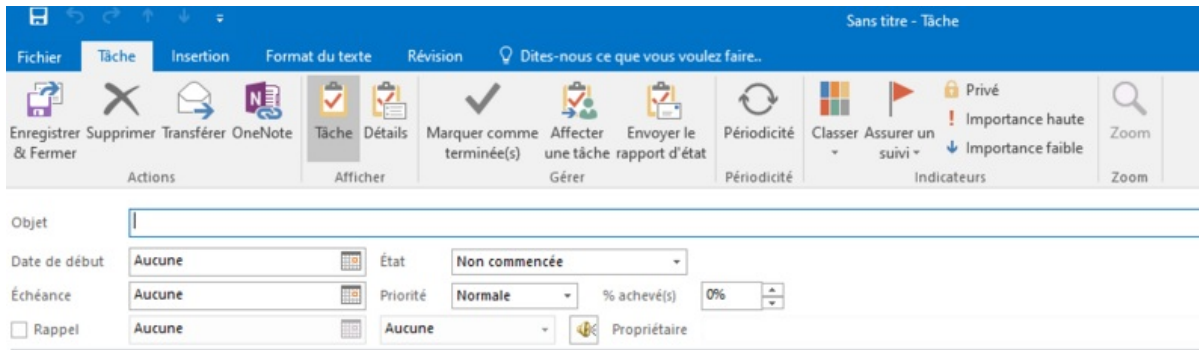 Sans titre - Tâche
Fichier Tâche Insertion Format du texte Révision Dites-nous ce que vous voulez faire..
Enregistrer Supprimer Transférer OneNote Tâche Détails Marquer comme Affecter Envoyer le Périodicité Classer Assurer un Privé
& Fermer terminée(s) une tâche rapport d'état suivi Importance haute Zoom
Importance faible
Actions Afficher Gérer Périodicité Indicateurs Zoom
Objet
Date de début Aucune État Non commencée
Échéance Aucune Priorité Normale % achevé(s) 0%
Rappel Aucune Aucune Propriétaire